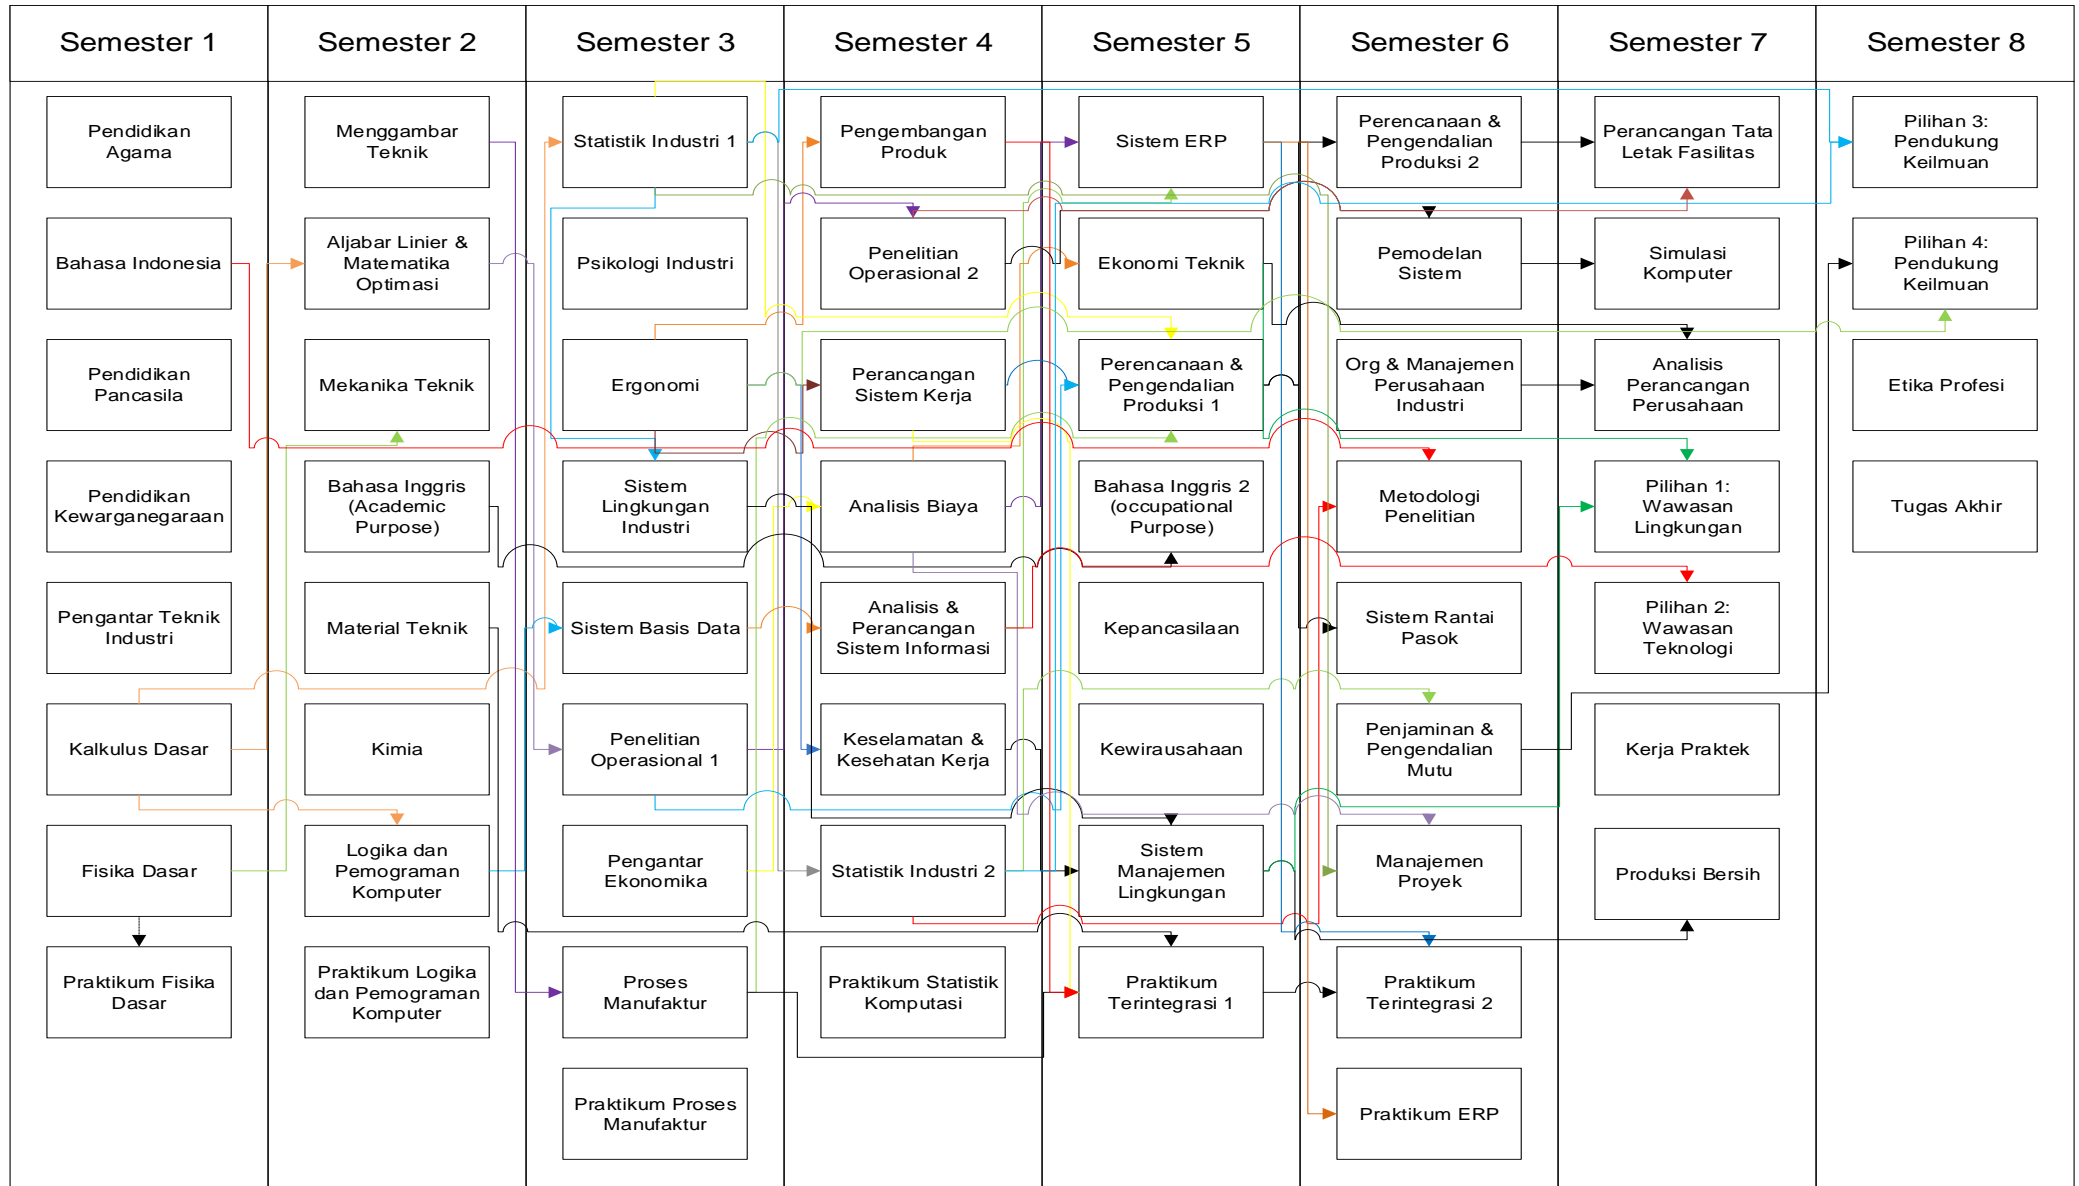 Semester 1
Semester 2
Semester 3
Semester 4
Semester 5
Semester 6
Semester 7
Semester 8
Pendidikan
Agama
Bahasa Indonesia
Pendidikan
Pancasila
Pendidikan
Kewarganegaraan
Pengantar Teknik
Industri
Kalkulus Dasar
Fisika Dasar
Praktikum Fisika
Dasar
Menggambar
Teknik
Aljabar Linier &
Matematika
Optimasi
Mekanika Teknik
Bahasa Inggris
(Academic
Purpose)
Material Teknik
Kimia
Logika dan
Pemograman
Komputer
Praktikum Logika
dan Pemograman
Komputer
Statistik Industri 1
Psikologi Industri
Ergonomi
Sistem
Lingkungan
Industri
Sistem Basis Data
Penelitian
Operasional 1
Pengantar
Ekonomika
Proses
Manufaktur
Praktikum Proses
Manufaktur
Pengembangan
Produk
Penelitian
Operasional 2
Perancangan
Sistem Kerja
Analisis Biaya
Analisis &
Perancangan
Sistem Informasi
Keselamatan &
Kesehatan Kerja
Statistik Industri 2
Praktikum Statistik
Komputasi
Sistem ERP
Ekonomi Teknik
Perencanaan &
Pengendalian
Produksi 1
Bahasa Inggris 2
(occupational
Purpose)
Kepancasilaan
Kewirausahaan
Sistem
Manajemen
Lingkungan
Praktikum
Terintegrasi 1
Perencanaan &
Pengendalian
Produksi 2
Pemodelan
Sistem
Org & Manajemen
Perusahaan
Industri
Metodologi
Penelitian
Sistem Rantai
Pasok
Penjaminan &
Pengendalian
Mutu
Manajemen
Proyek
Praktikum
Terintegrasi 2
Praktikum ERP
Perancangan Tata
Letak Fasilitas
Simulasi
Komputer
Analisis
Perancangan
Perusahaan
Pilihan 1:
Wawasan
Lingkungan
Pilihan 2:
Wawasan
Teknologi
Kerja Praktek
Produksi Bersih
Pilihan 3:
Pendukung
Keilmuan
Pilihan 4:
Pendukung
Keilmuan
Etika Profesi
Tugas Akhir